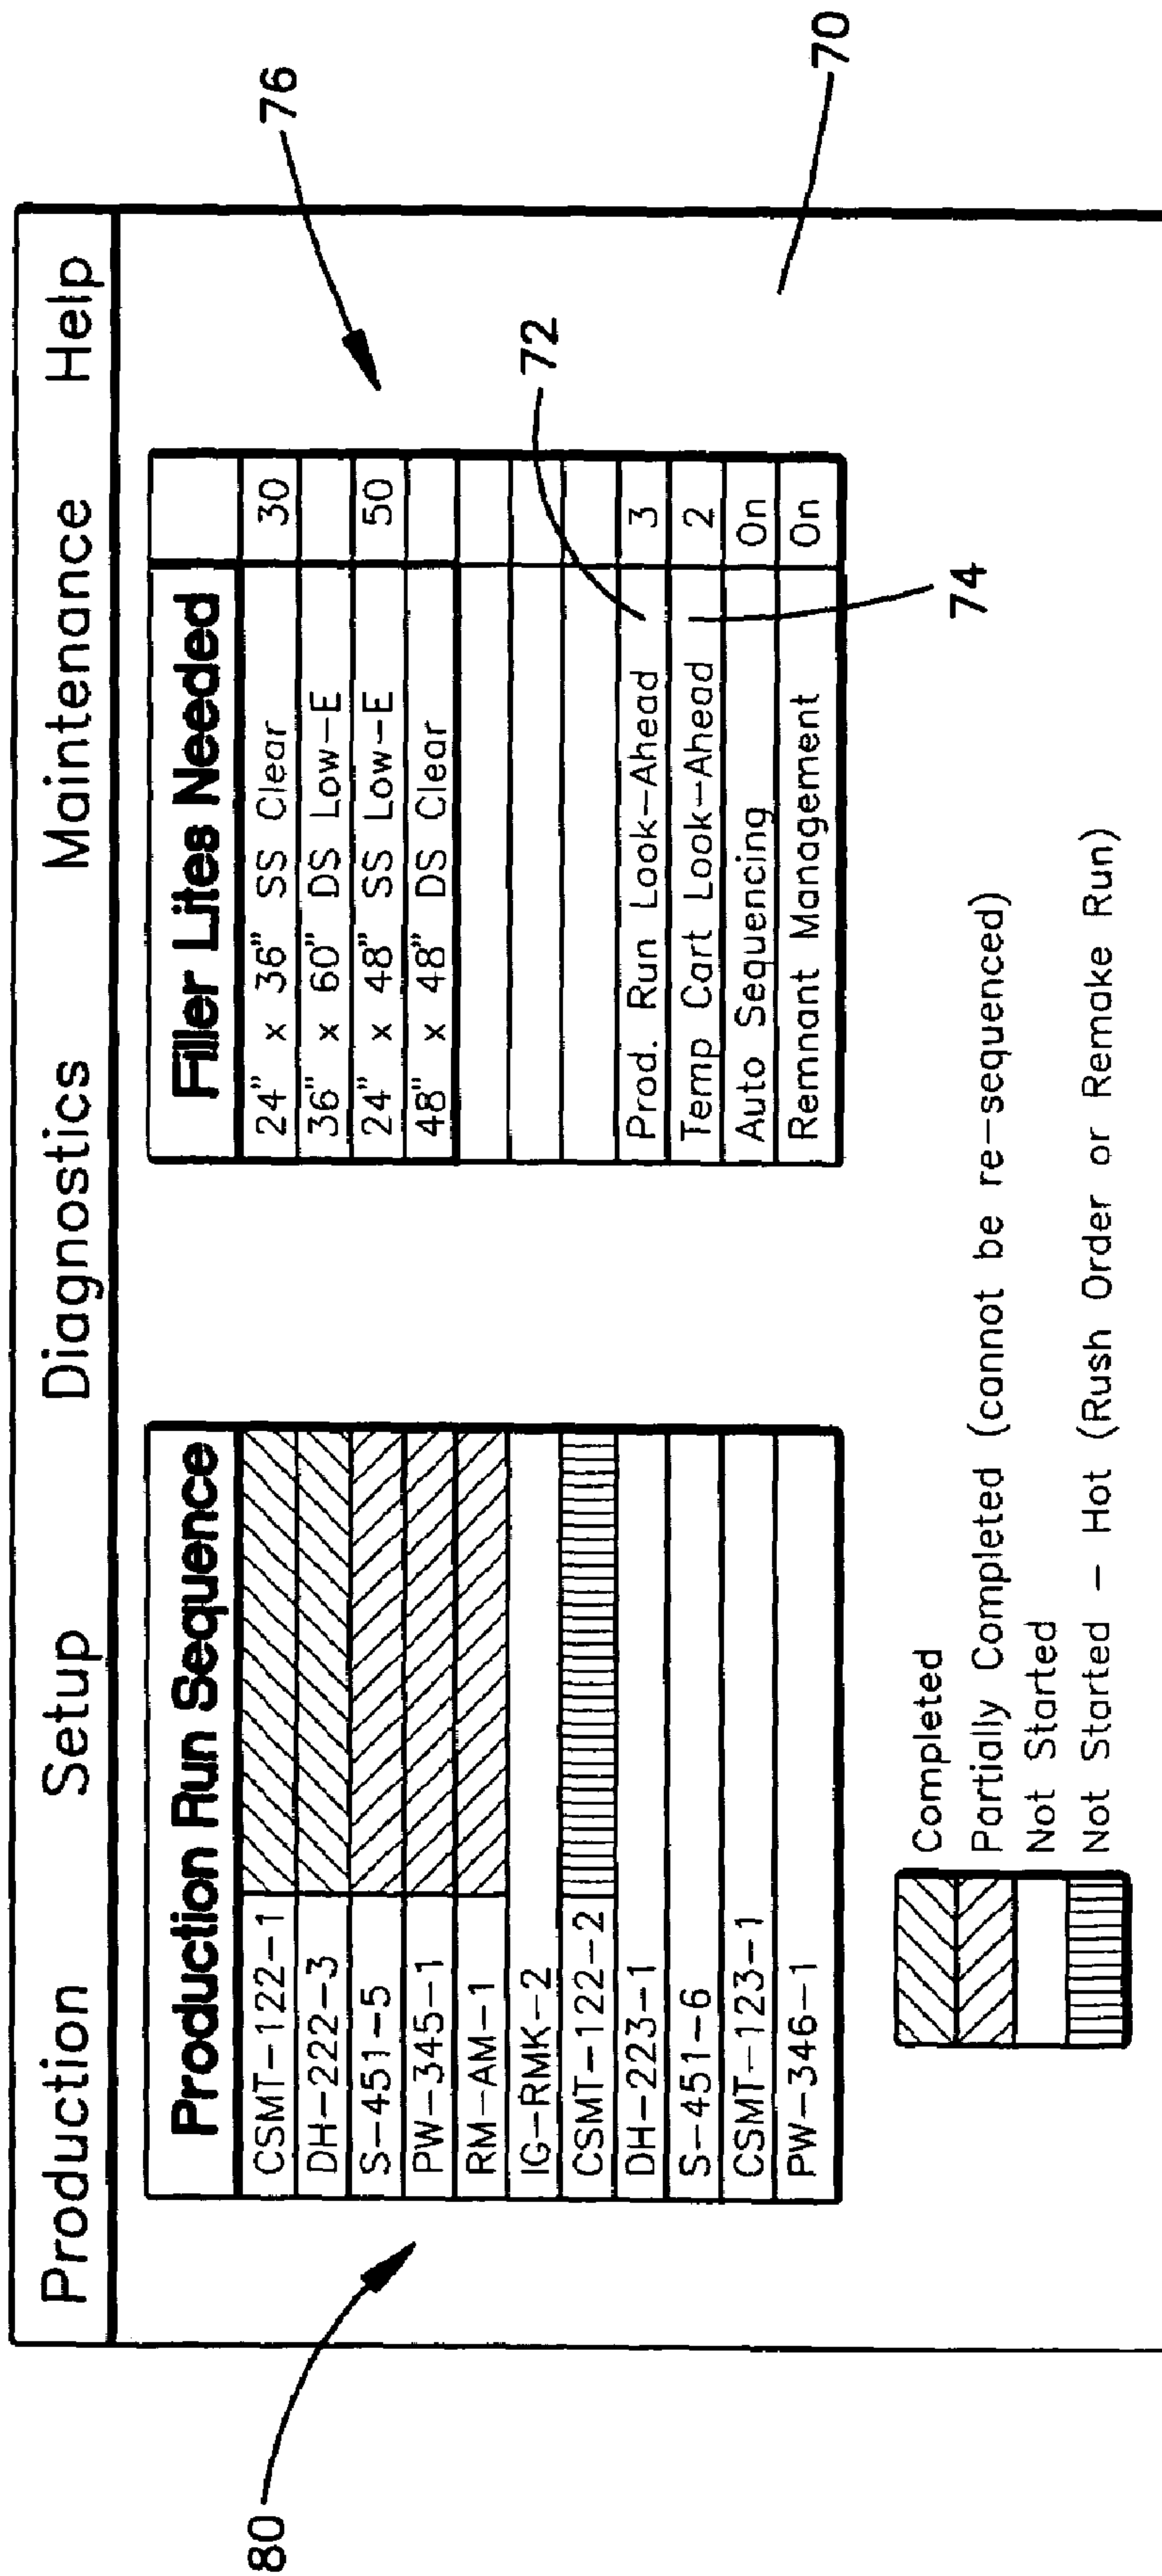 Production Setup Diagnostics Maintenance Help
Production Run Sequence
CSMT-122-1
DH-222-3
S-451-5
PW-345-1
RM-AM-1
IG-RMK-2
CSMT-122-2
DH-223-1
S-451-6
CSMT-123-1
PW-346-1
80
Filler Lites Needed
24" x 36" SS Clear 30
36" x 60" DS Low-E
24" x 48" SS Low-E 50
48" x 48" DS Clear
Prod. Run Look-Ahead 3
Temp Cart Look-Ahead 2
Auto Sequencing On
Remnant Management On
76
72
74
70
Completed
Partially Completed (cannot be re-sequenced)
Not Started
Not Started - Hot (Rush Order or Remake Run)